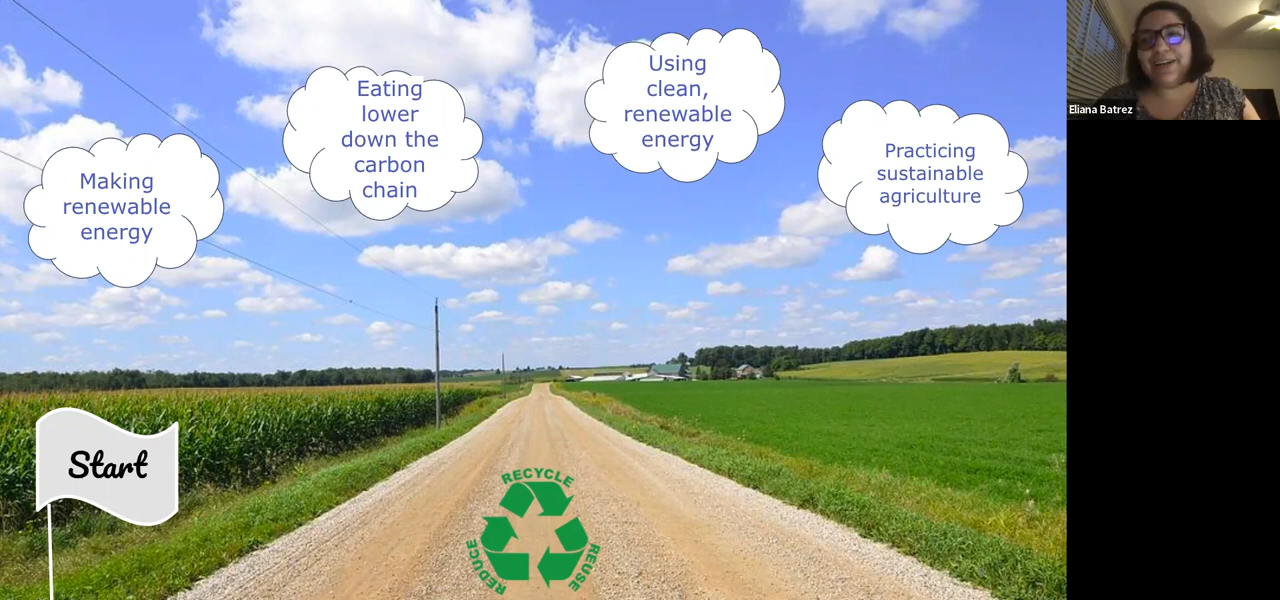 Making
renewable
energy
Eating
lower
down the
carbon
chain
Using
clean,
renewable
energy
Practicing
sustainable
agriculture
Eliana Batrez
Start
RECYCLE
REDUCE
REUSE